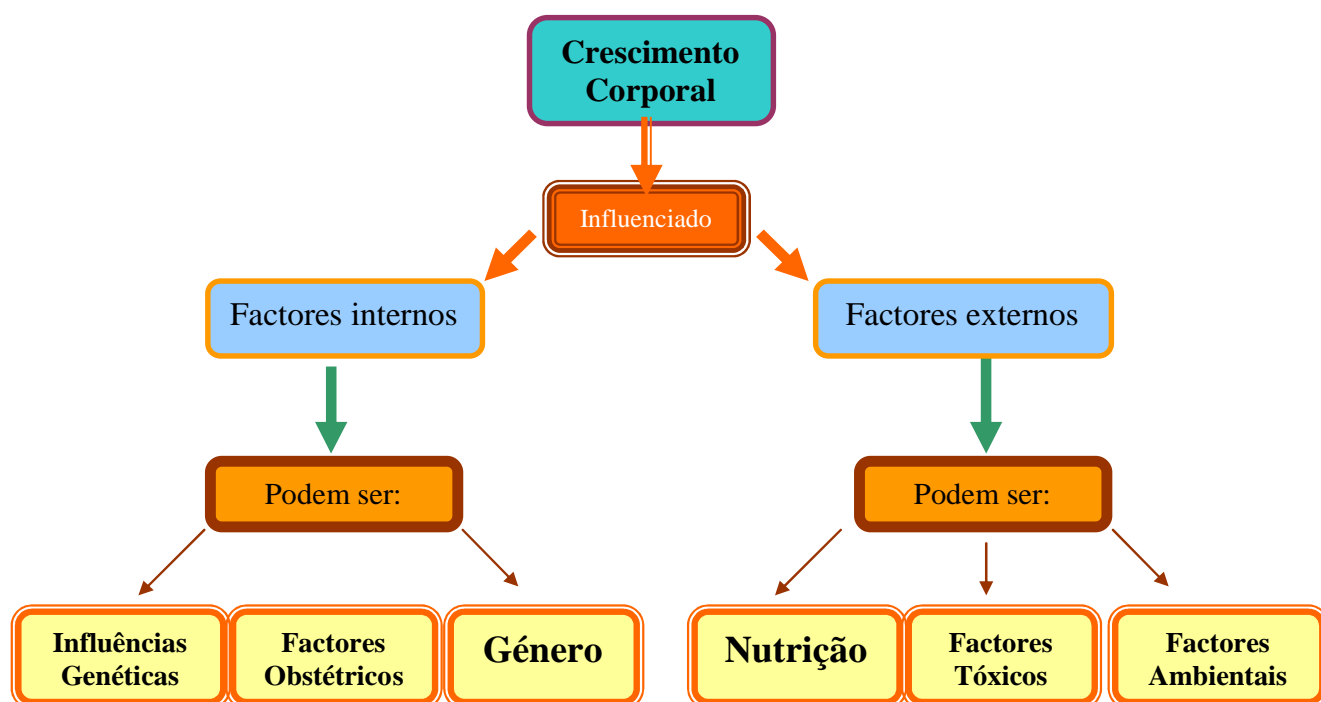 Crescimento
Corporal
Influenciado
Factores internos
Factores externos
Podem ser:
Podem ser:
Influências
Genéticas
Factores
Obstétricos
Género
Nutrição
Factores
Tóxicos
Factores
Ambientais